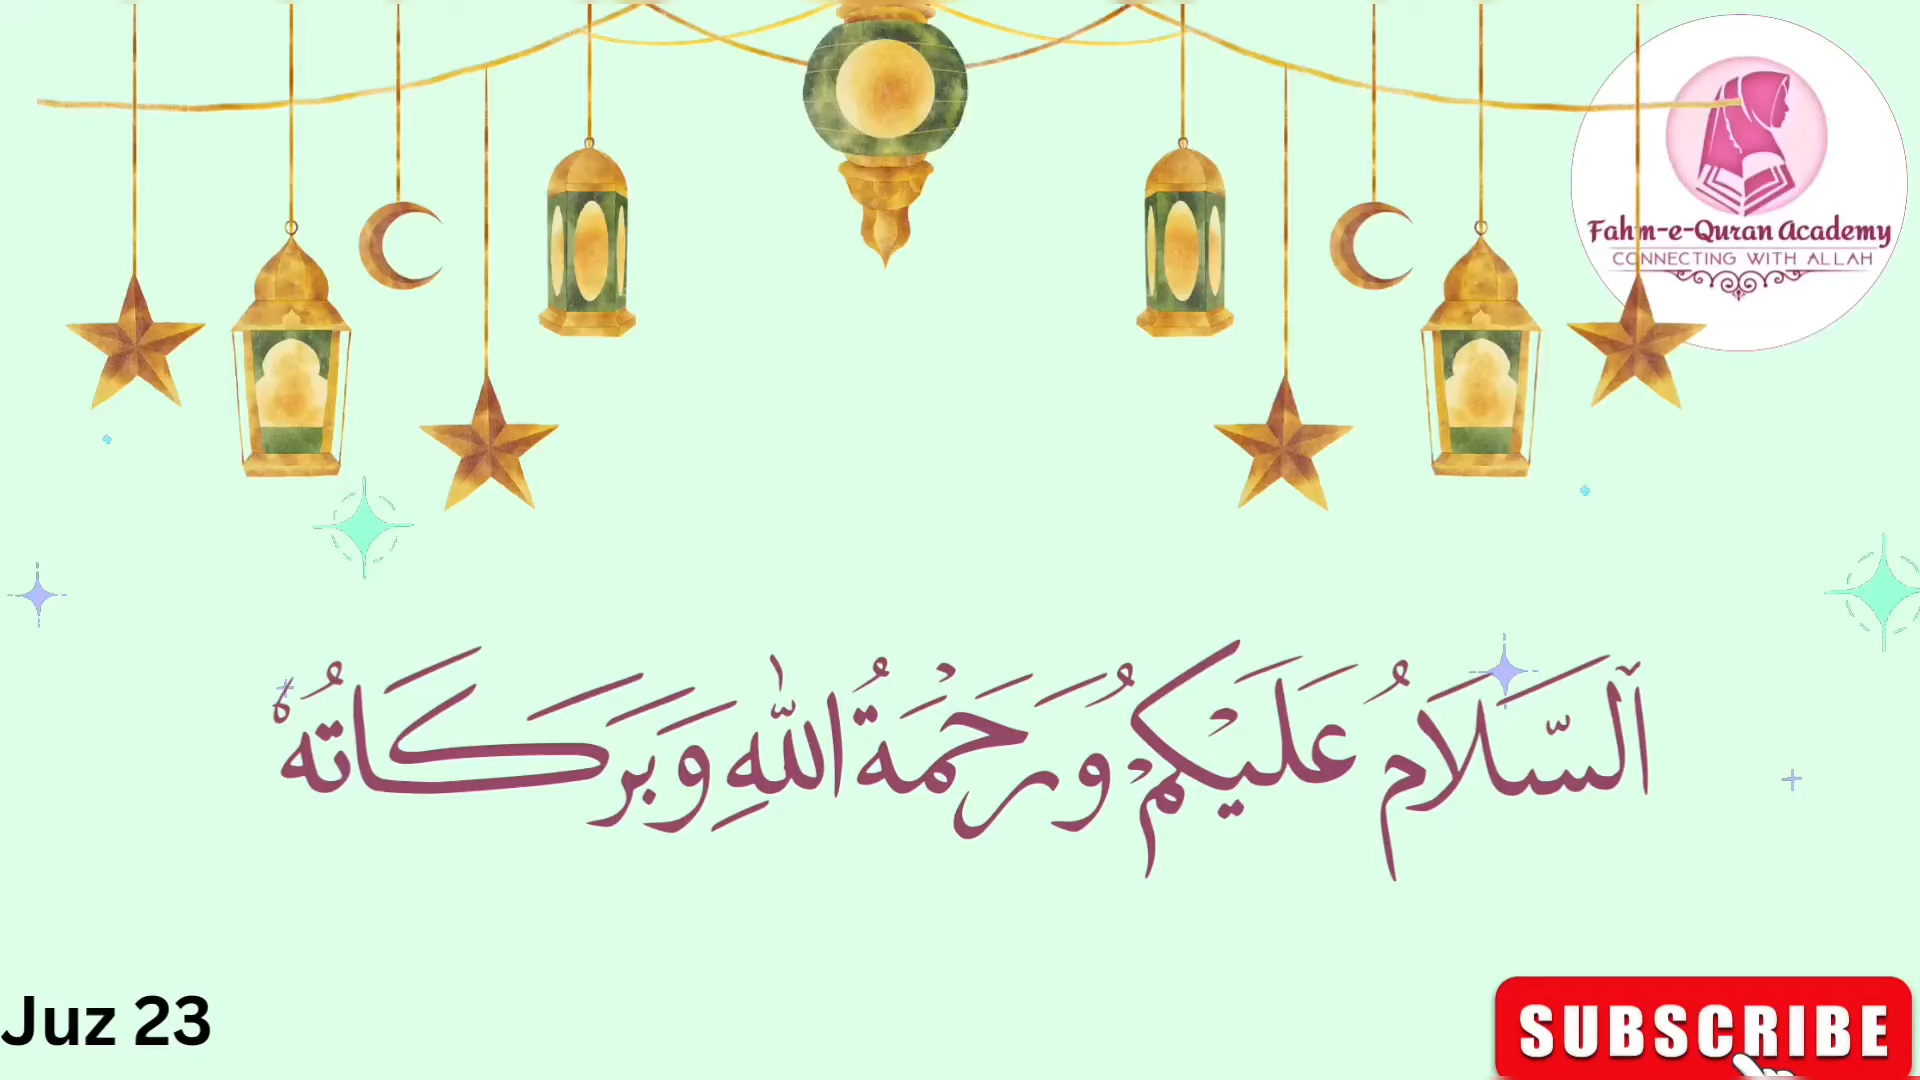 Fahm-e-Quran Academy
CONNECTING WITH ALLAH
اَلسَّلَامُ عَلَيْكُمْ وَرَحْمَةُ اللهِ وَبَرَكَاتُهُ
Juz 23
SUBSCRIBE